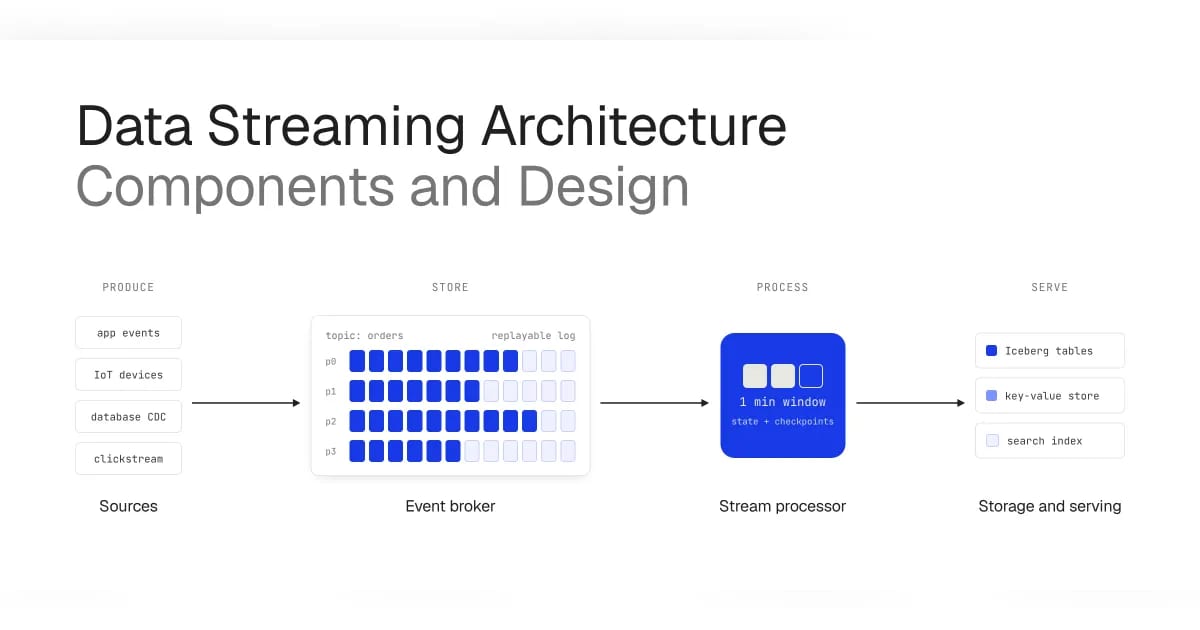 Data Streaming Architecture
Components and Design
PRODUCE
app events
IoT devices
database CDC
clickstream
Sources
STORE
topic: orders
replayable log
p0
p1
p2
p3
Event broker
PROCESS
1 min window
state + checkpoints
Stream processor
SERVE
Iceberg tables
key-value store
search index
Storage and serving